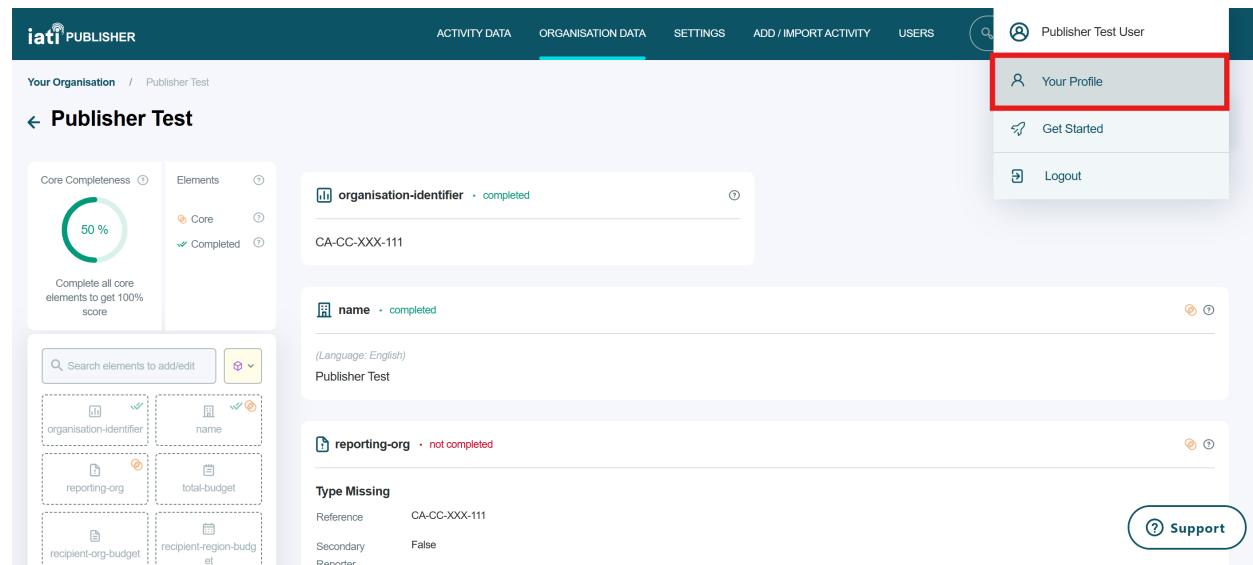 iati PUBLISHER
ACTIVITY DATA
ORGANISATION DATA
SETTINGS
ADD / IMPORT ACTIVITY
USERS
Publisher Test User
Your Profile
Get Started
Logout
Your Organisation / Publisher Test
Publisher Test
Core Completeness
50 %
Complete all core
elements to get 100%
score
Elements
Core
Completed
Search elements to add/edit
organisation-identifier
name
reporting-org
total-budget
recipient-org-budget
recipient-region-budg
et
organisation-identifier · completed
CA-CC-XXX-111
name · completed
(Language: English)
Publisher Test
reporting-org · not completed
Type Missing
Reference CA-CC-XXX-111
Secondary False
Reporter
Support